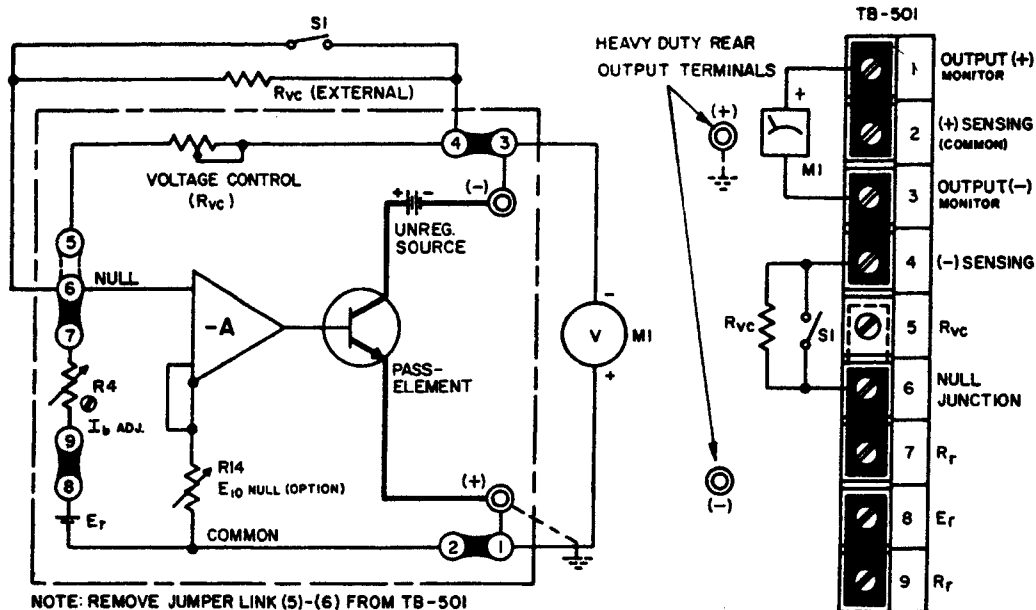 S1
RVC (EXTERNAL)
4
3
VOLTAGE CONTROL
(RVC)
(-)
+ -
UNREG.
SOURCE
5
6
NULL
7
-A
PASS-
ELEMENT
R4
Ib ADJ.
9
8
Er
R14
E10 NULL (OPTION)
COMMON
(+)
2
1
-
V
M1
+
NOTE: REMOVE JUMPER LINK (5)-(6) FROM TB-501
HEAVY DUTY REAR
OUTPUT TERMINALS
(+)
(-)
+
M1
RVC
S1
TB-501
1 OUTPUT (+)
MONITOR
2 (+) SENSING
(COMMON)
3 OUTPUT (-)
MONITOR
4 (-) SENSING
5 RVC
6 NULL
JUNCTION
7 Rr
8 Er
9 Rr